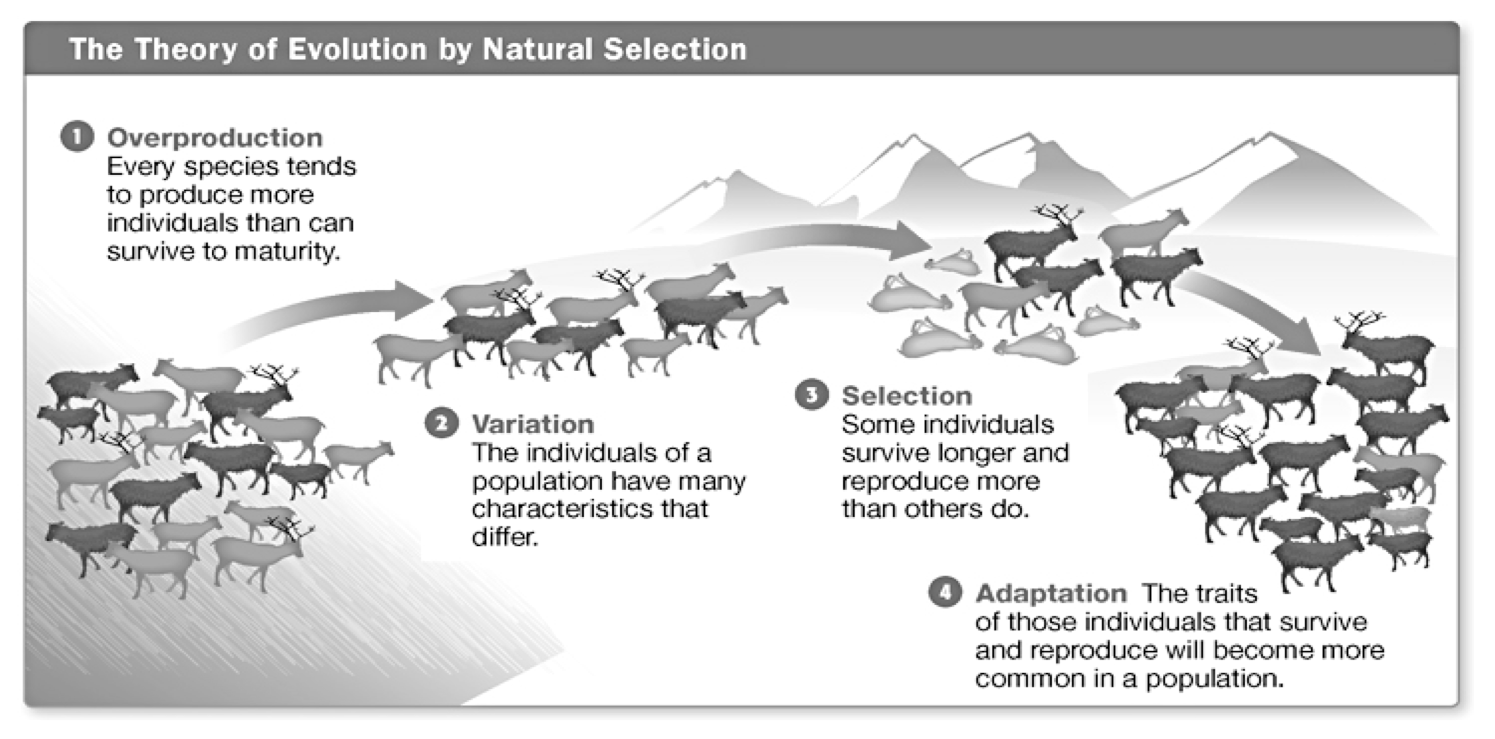 The Theory of Evolution by Natural Selection
1 Overproduction
Every species tends
to produce more
individuals than can
survive to maturity.
2 Variation
The individuals of a
population have many
characteristics that
differ.
3 Selection
Some individuals
survive longer and
reproduce more
than others do.
4 Adaptation The traits
of those individuals that survive
and reproduce will become more
common in a population.